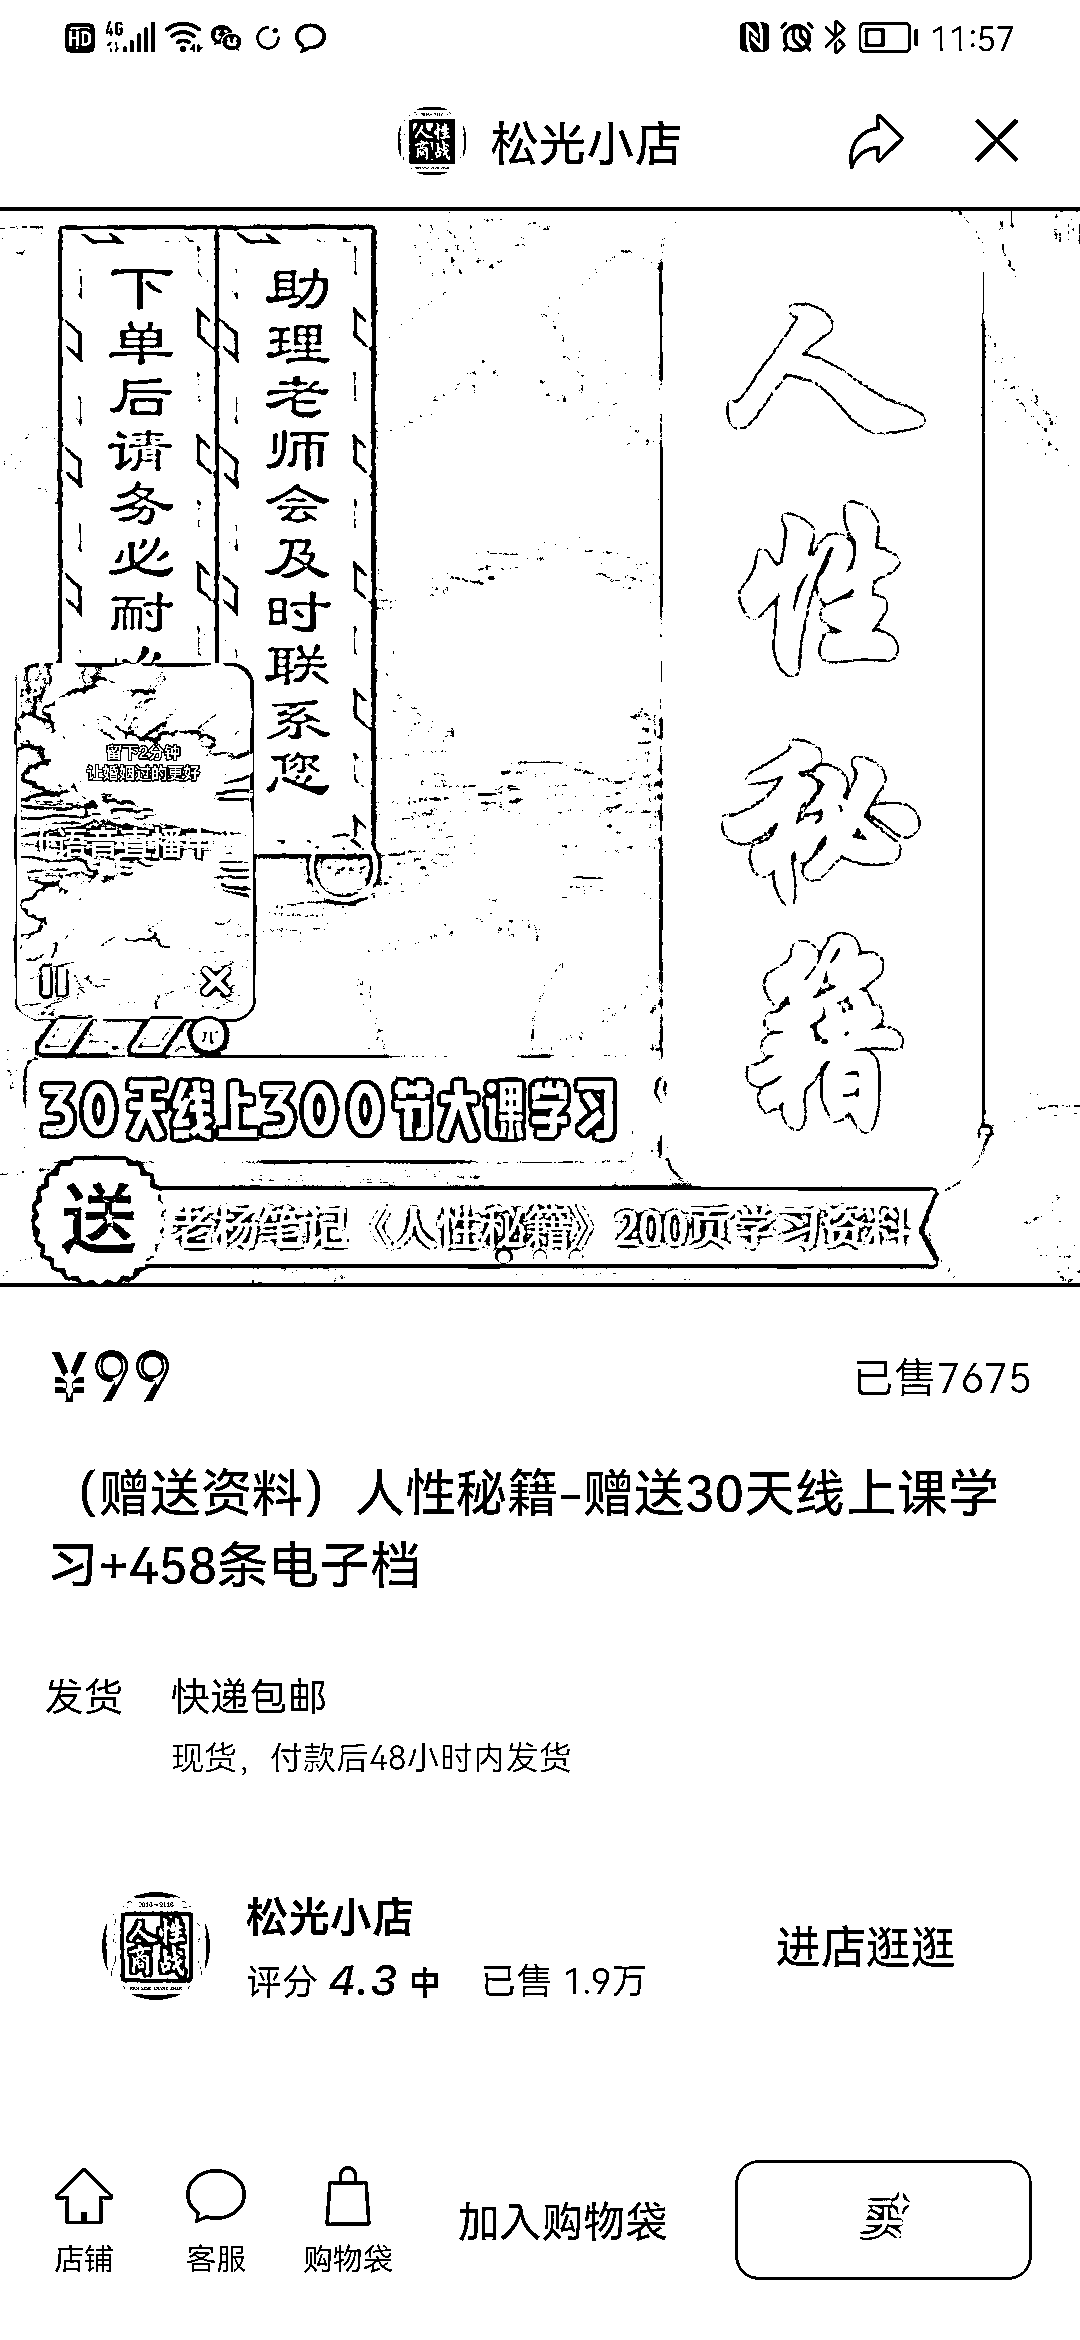 HD 4G 11:57
松光小店
下单后请务必耐
助理老师会及时联系您
人性秘籍
留下2分钟
让婚姻过的更好
语音直播中
30天线上300节大课学习
送 老杨笔记《人性秘籍》200页学习资料
¥99 已售7675
（赠送资料）人性秘籍-赠送30天线上课学
习+458条电子档
发货 快递包邮
现货，付款后48小时内发货
人性商战
松光小店
评分 4.3 中 已售 1.9万
进店逛逛
店铺 客服 购物袋 加入购物袋